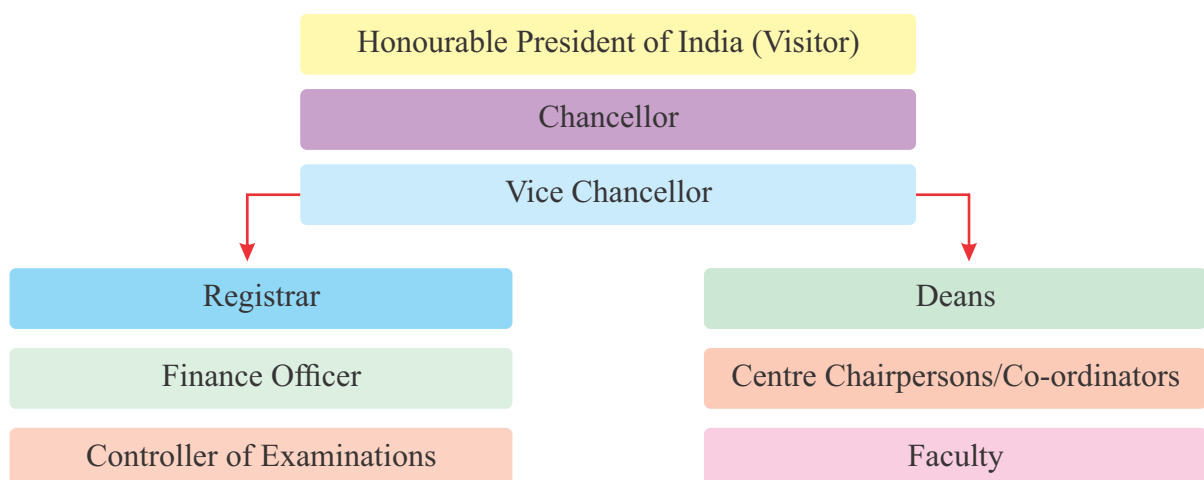 Honourable President of India (Visitor)
Chancellor
Vice Chancellor
Registrar
Deans
Finance Officer
Centre Chairpersons/Co-ordinators
Controller of Examinations
Faculty